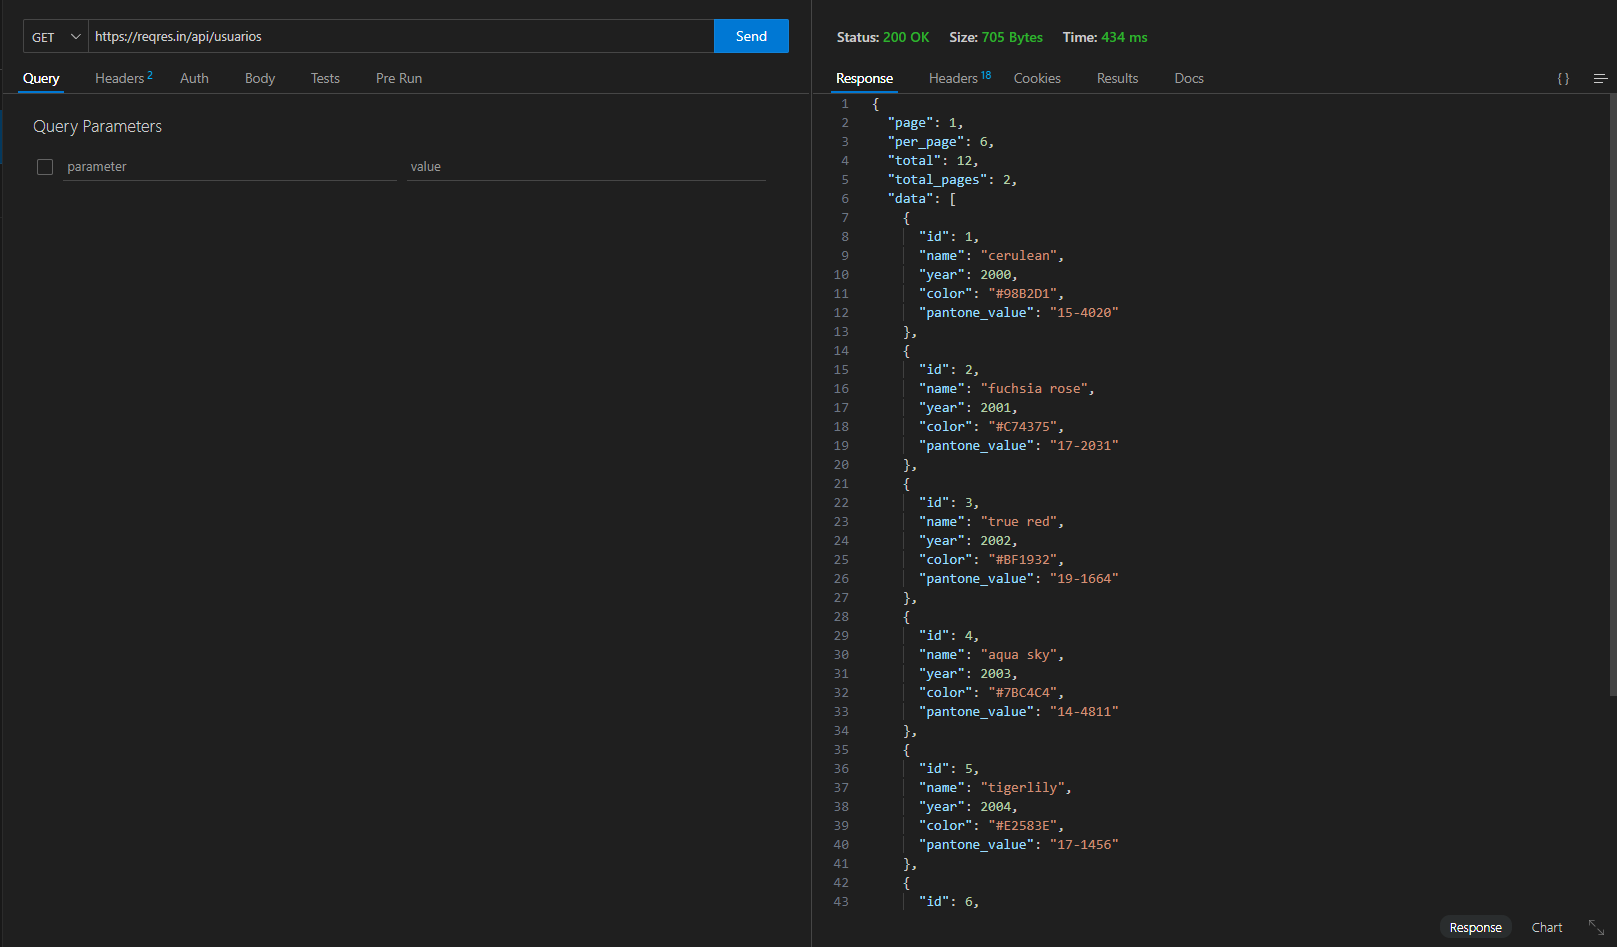 GET
https://reqres.in/api/usuarios
Send
Query
Headers 2
Auth
Body
Tests
Pre Run
Query Parameters
parameter
value
Status: 200 OK Size: 705 Bytes Time: 434 ms
Response
Headers 18
Cookies
Results
Docs
{ }
1 {
2 "page": 1,
3 "per_page": 6,
4 "total": 12,
5 "total_pages": 2,
6 "data": [
7 {
8 "id": 1,
9 "name": "cerulean",
10 "year": 2000,
11 "color": "#98B2D1",
12 "pantone_value": "15-4020"
13 },
14 {
15 "id": 2,
16 "name": "fuchsia rose",
17 "year": 2001,
18 "color": "#C74375",
19 "pantone_value": "17-2031"
20 },
21 {
22 "id": 3,
23 "name": "true red",
24 "year": 2002,
25 "color": "#BF1932",
26 "pantone_value": "19-1664"
27 },
28 {
29 "id": 4,
30 "name": "aqua sky",
31 "year": 2003,
32 "color": "#7BC4C4",
33 "pantone_value": "14-4811"
34 },
35 {
36 "id": 5,
37 "name": "tigerlily",
38 "year": 2004,
39 "color": "#E2583E",
40 "pantone_value": "17-1456"
41 },
42 {
43 "id": 6,
Response
Chart